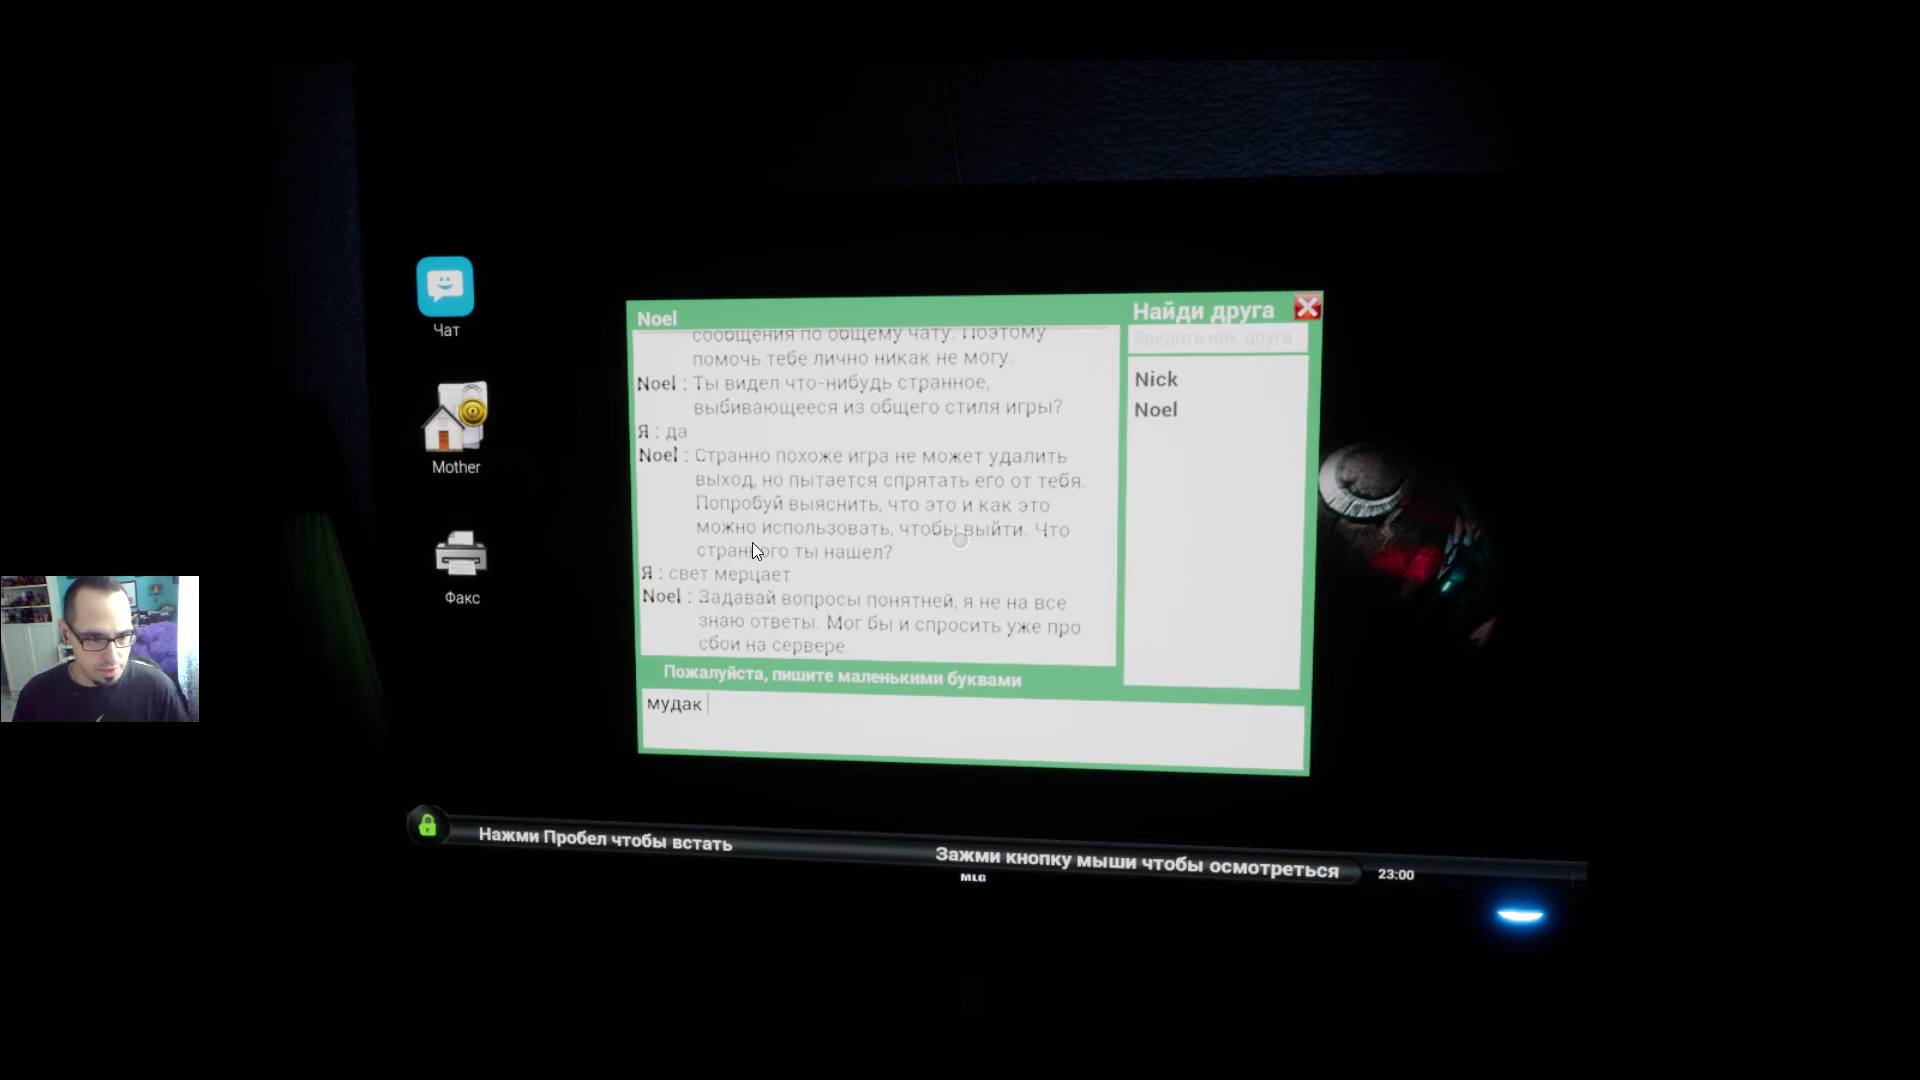 Чат
Mother
Факс
Noel
сообщения по общему чату. Поэтому
помочь тебе лично никак не могу.
Noel : Ты видел что-нибудь странное,
выбивающееся из общего стиля игры?
Я : да
Noel : Странно похоже игра не может удалить
выход, но пытается спрятать его от тебя.
Попробуй выяснить, что это и как это
можно использовать, чтобы выйти. Что
странного ты нашел?
Я : свет мерцает
Noel : Задавай вопросы понятней, я не на все
знаю ответы. Мог бы и спросить уже про
сбои на сервере.
Пожалуйста, пишите маленькими буквами
мудак
Найди друга
Введите ник друга
Nick
Noel
Нажми Пробел чтобы встать
Зажми кнопку мыши чтобы осмотреться
23:00
MLG